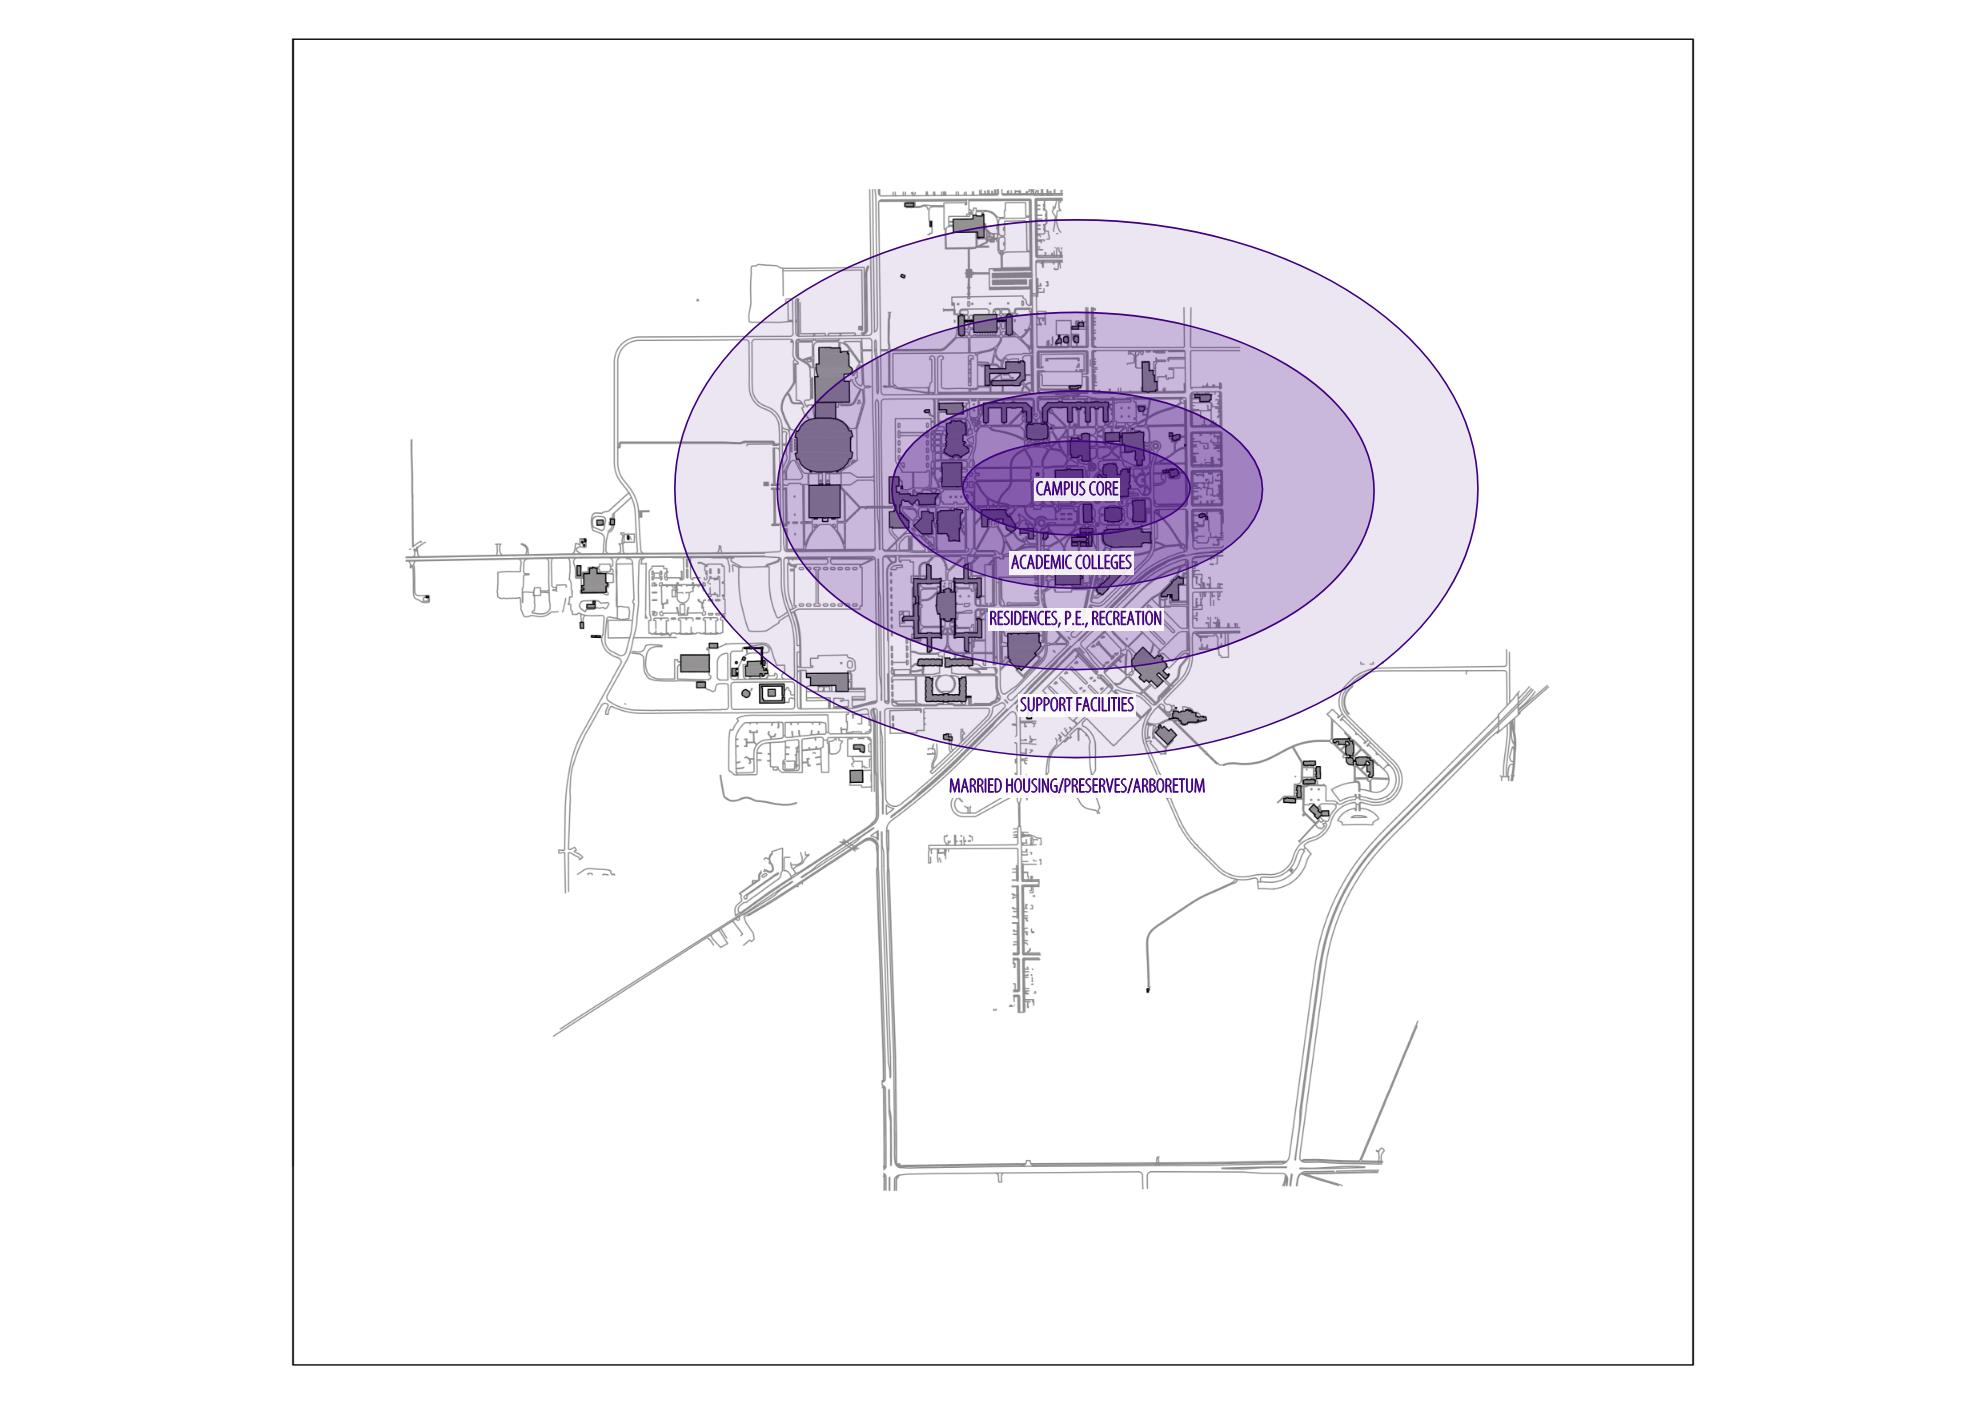 CAMPUS CORE
ACADEMIC COLLEGES
RESIDENCES, P.E., RECREATION
SUPPORT FACILITIES
MARRIED HOUSING/PRESERVES/ARBORETUM